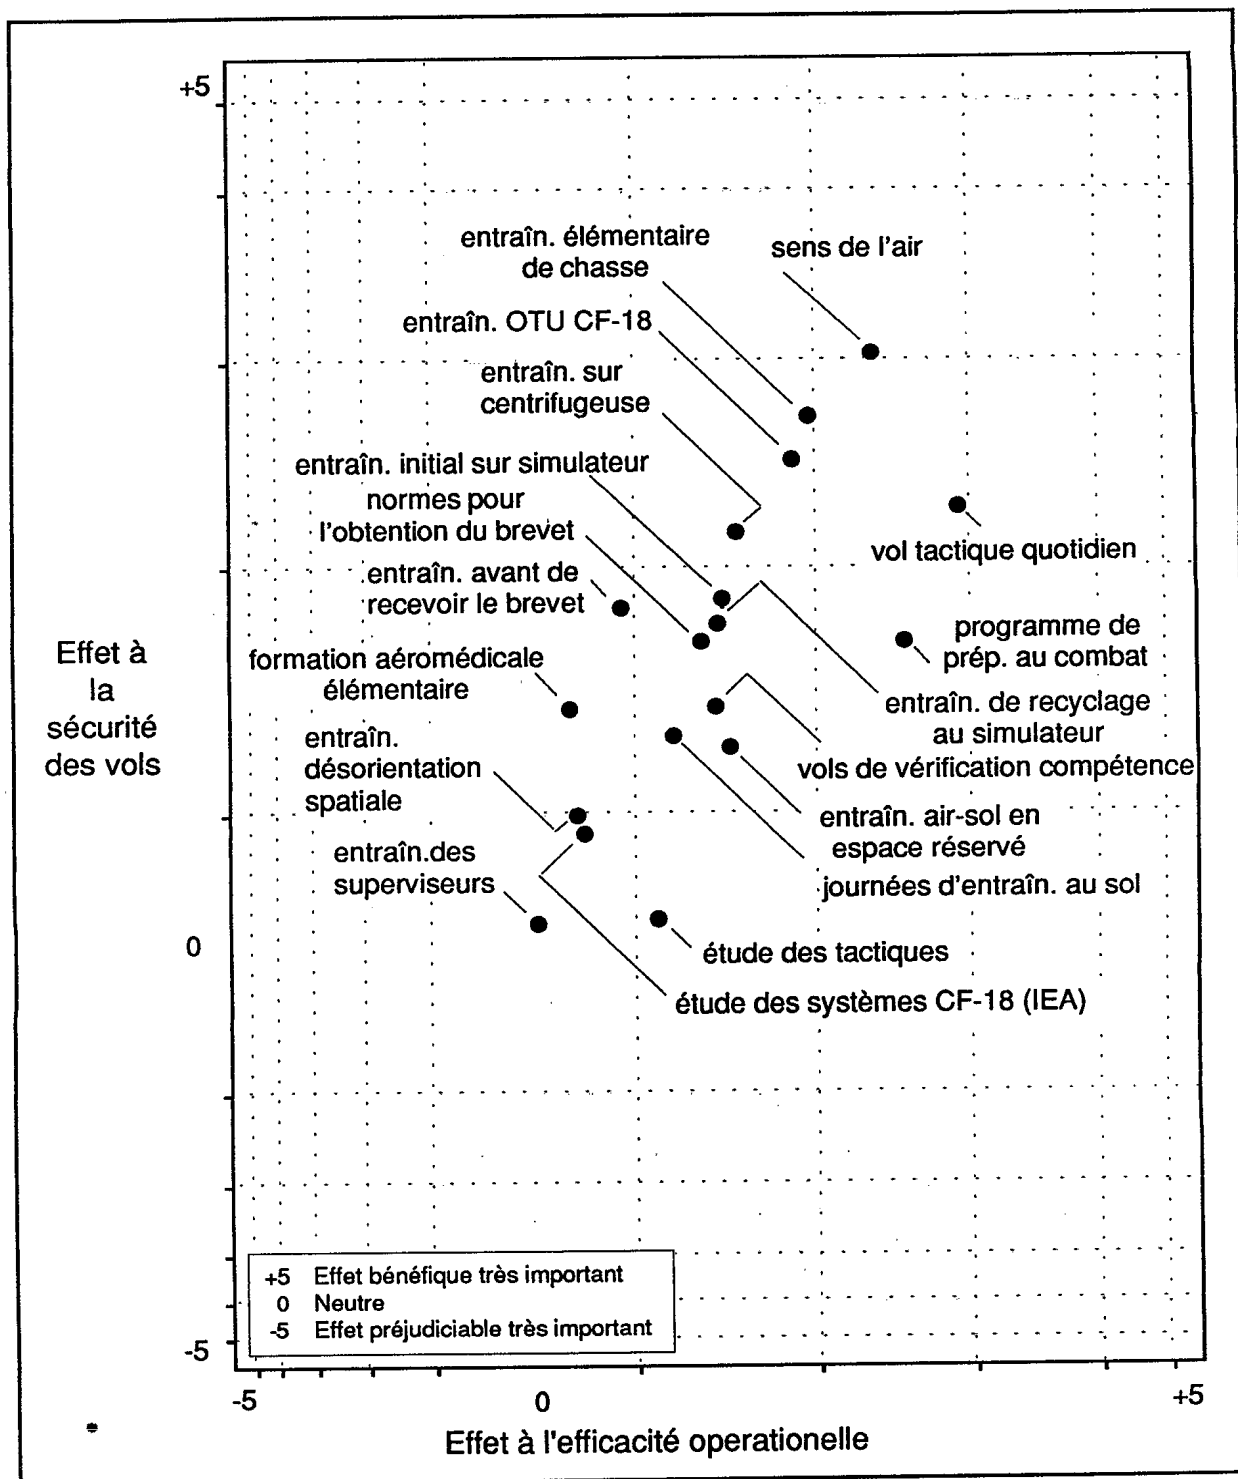 +5
entraîn. élémentaire
de chasse
sens de l'air
entraîn. OTU CF-18
entraîn. sur
centrifugeuse
entraîn. initial sur simulateur
normes pour
l'obtention du brevet
vol tactique quotidien
entraîn. avant de
recevoir le brevet
programme de
prép. au combat
Effet à
la
sécurité
des vols
formation aéromédicale
élémentaire
entraîn. de recyclage
au simulateur
entraîn.
désorientation
spatiale
vols de vérification compétence
entraîn. air-sol en
espace réservé
entraîn.des
superviseurs
journées d'entraîn. au sol
0
étude des tactiques
étude des systèmes CF-18 (IEA)
+5 Effet bénéfique très important
0 Neutre
-5 Effet préjudiciable très important
-5
-5
0
+5
Effet à l'efficacité operationelle